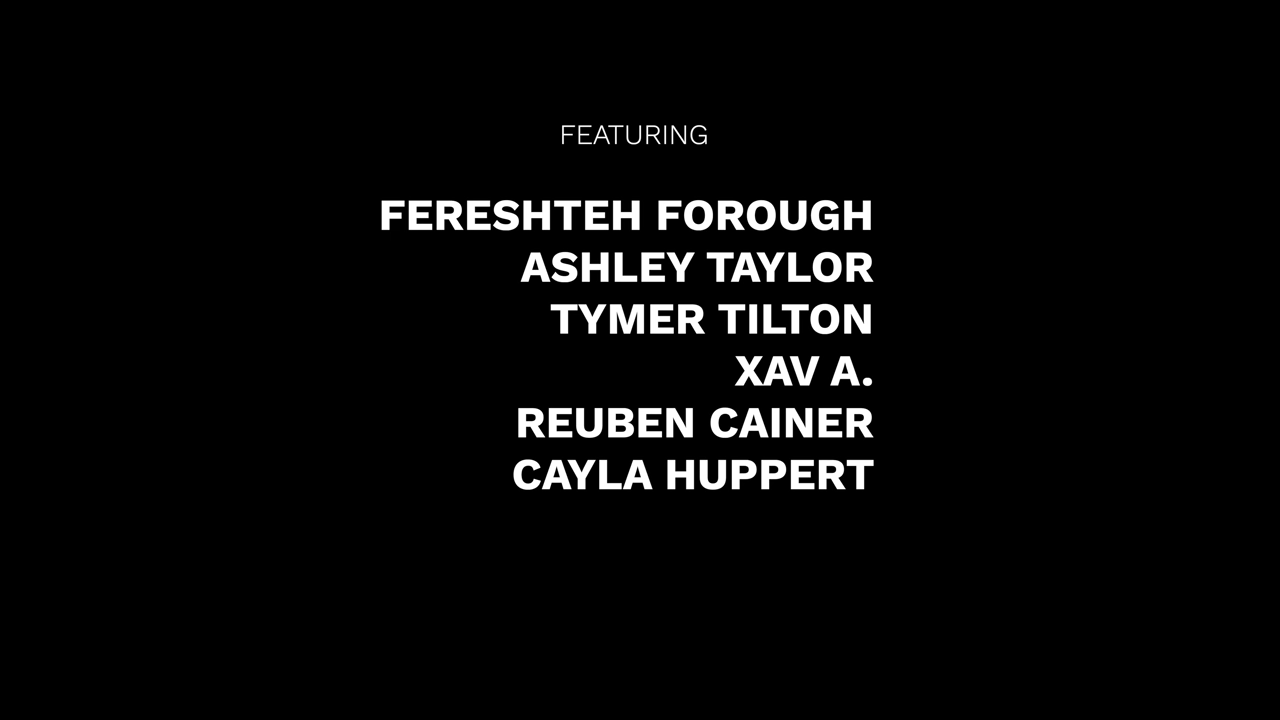 FEATURING
FERESHTEH FOROUGH
ASHLEY TAYLOR
TYMER TILTON
XAV A.
REUBEN CAINER
CAYLA HUPPERT